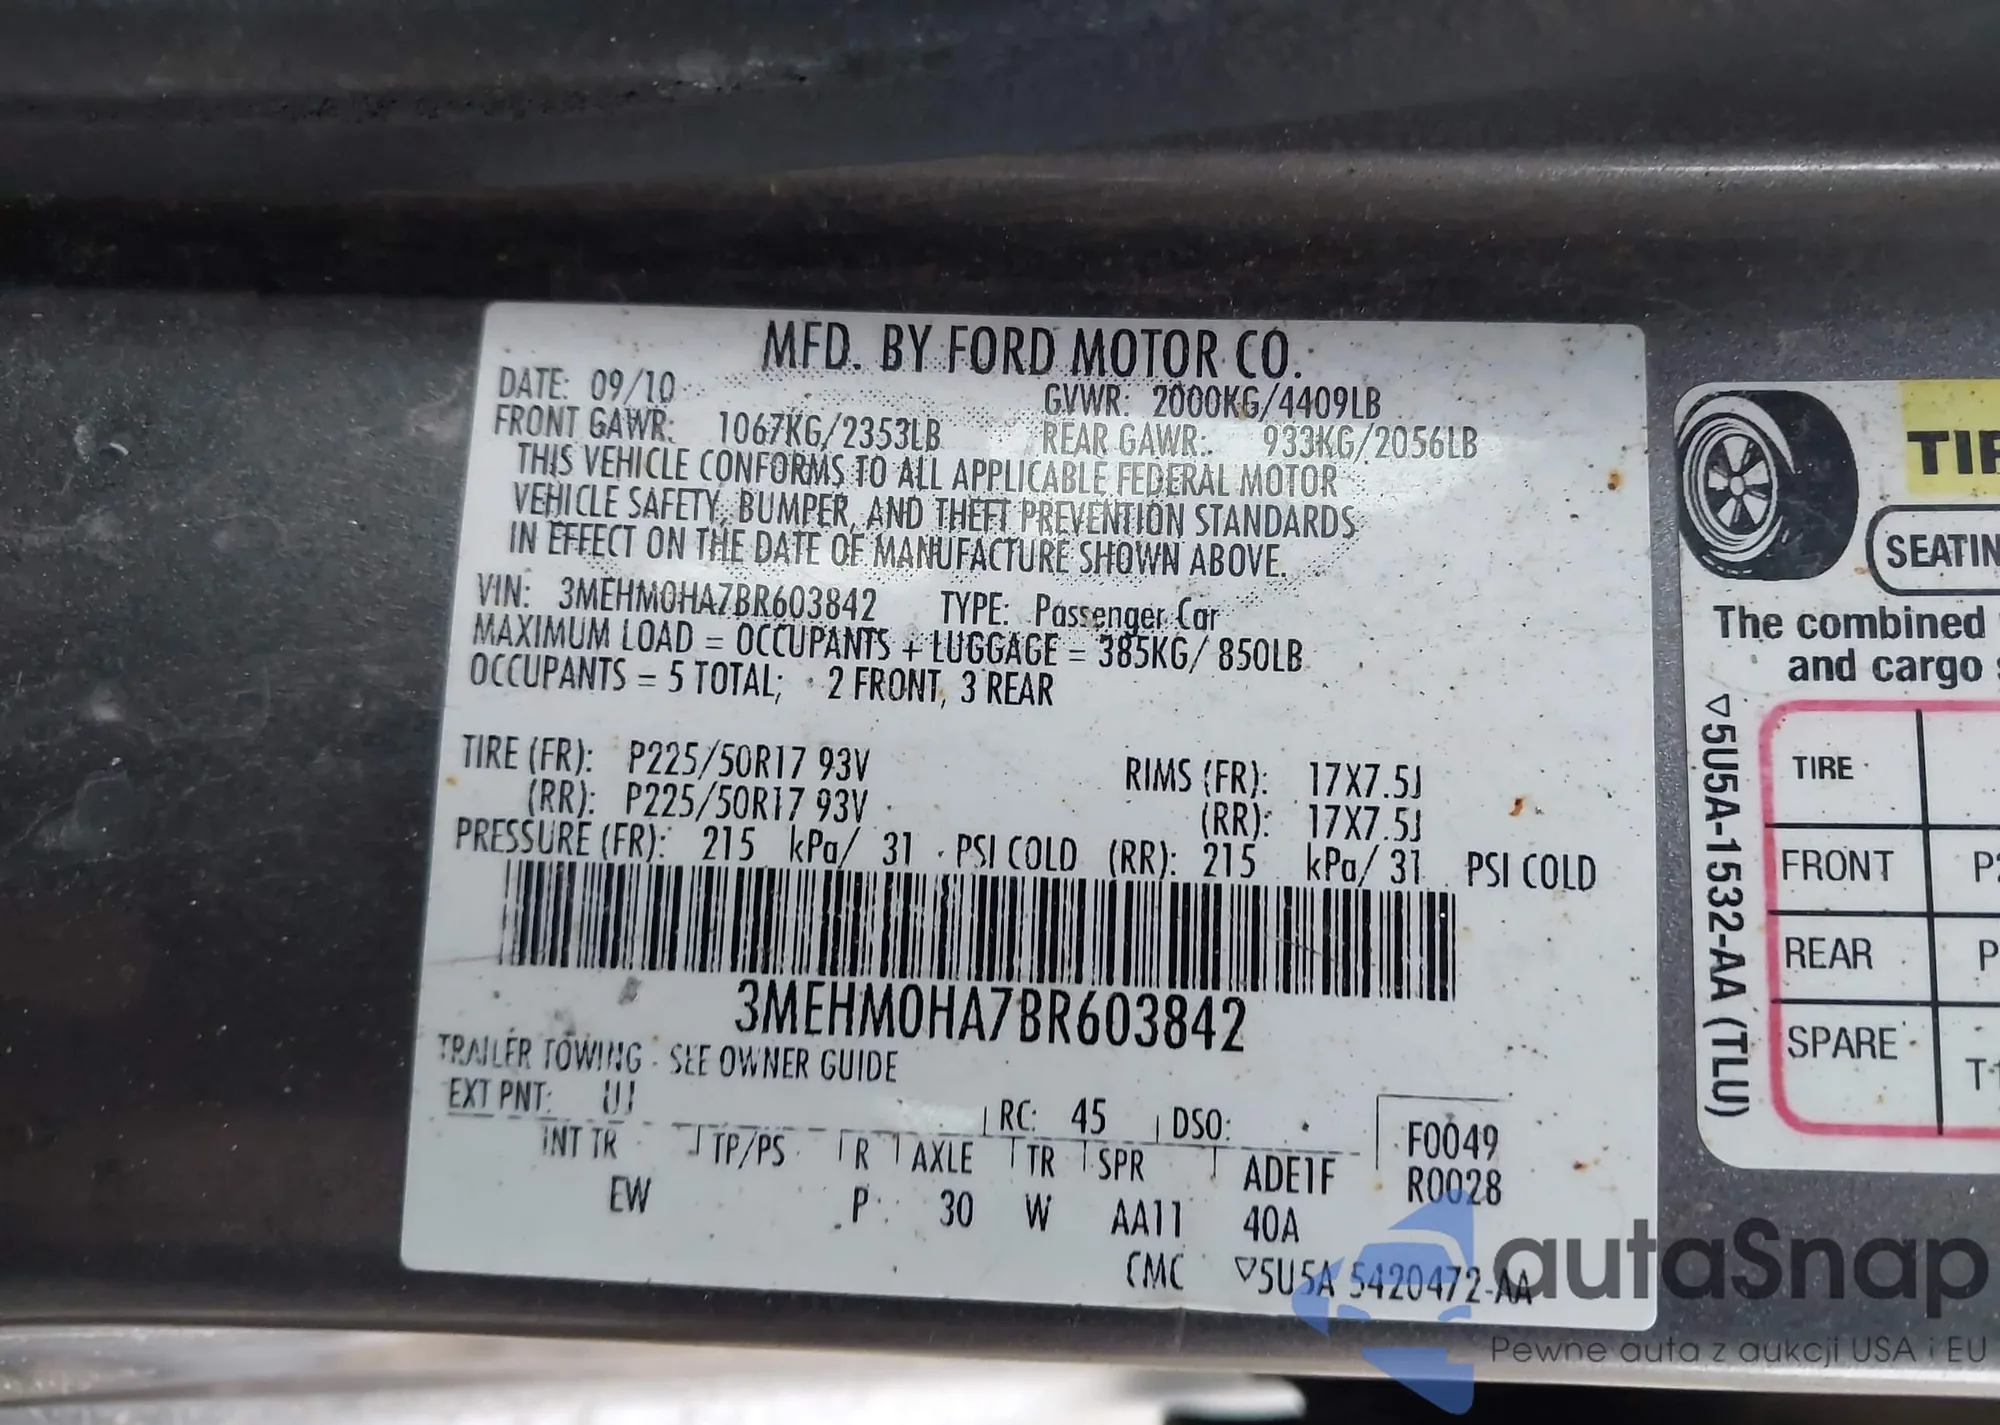 MFD. BY FORD MOTOR CO.
DATE: 09/10 GVWR: 2000KG/4409LB
FRONT GAWR: 1067KG/2353LB REAR GAWR: 933KG/2056LB
THIS VEHICLE CONFORMS TO ALL APPLICABLE FEDERAL MOTOR
VEHICLE SAFETY, BUMPER, AND THEFT PREVENTION STANDARDS
IN EFFECT ON THE DATE OF MANUFACTURE SHOWN ABOVE.
VIN: 3MEHM0HA7BR603842 TYPE: Passenger Car
MAXIMUM LOAD = OCCUPANTS + LUGGAGE = 385KG/ 850LB
OCCUPANTS = 5 TOTAL; 2 FRONT, 3 REAR
TIRE (FR): P225/50R17 93V RIMS (FR): 17X7.5J
(RR): P225/50R17 93V (RR): 17X7.5J
PRESSURE (FR): 215 kPa/ 31 PSI COLD (RR): 215 kPa/ 31 PSI COLD
3MEHM0HA7BR603842
TRAILER TOWING - SEE OWNER GUIDE
EXT PNT: UJ RC: 45 DSO: F0049
INT TR TP/PS R AXLE TR SPR ADE1F R0028
EW P 30 W AA11 40A
CMC ▽5U5A 5420472-AA
TIR
SEATIN
The combined
and cargo
▽5U5A-1532-AA (TLU)
TIRE
FRONT P2
REAR P
SPARE T-1
autaSnap
Pewne auta z aukcji USA i EU